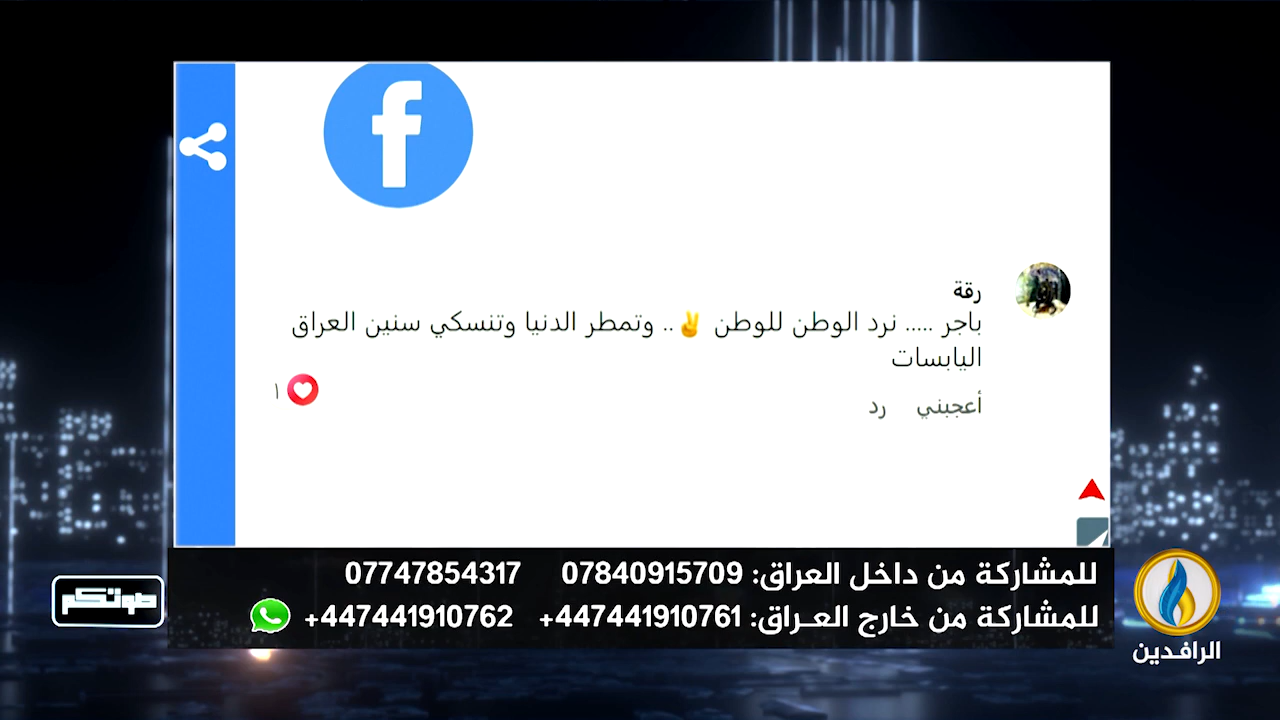 f
رقة
باجر ..... نرد الوطن للوطن ✌️.. وتمطر الدنيا وتنسكي سنين العراق
اليابسات
أعجبني رد
١
للمشاركة من داخل العراق: 07840915709 07747854317
للمشاركة من خارج العـراق: 447441910761+ 447441910762+
صوتكم
الرافدين